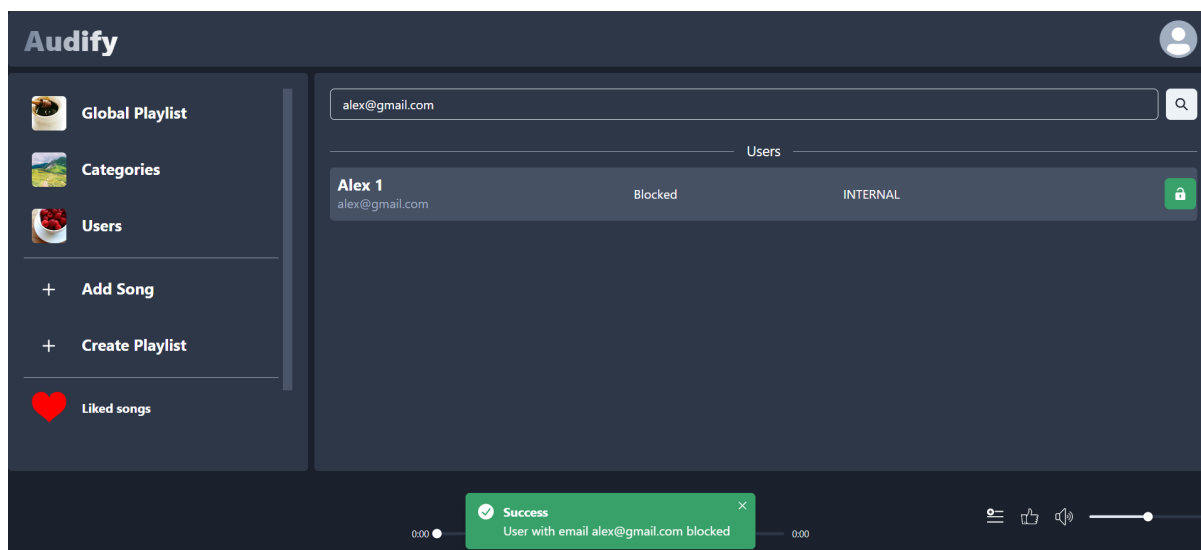 Audify
Global Playlist
Categories
Users
Add Song
Create Playlist
Liked songs
alex@gmail.com
Users
Alex 1
alex@gmail.com
Blocked
INTERNAL
Success
User with email alex@gmail.com blocked
0:00
0:00